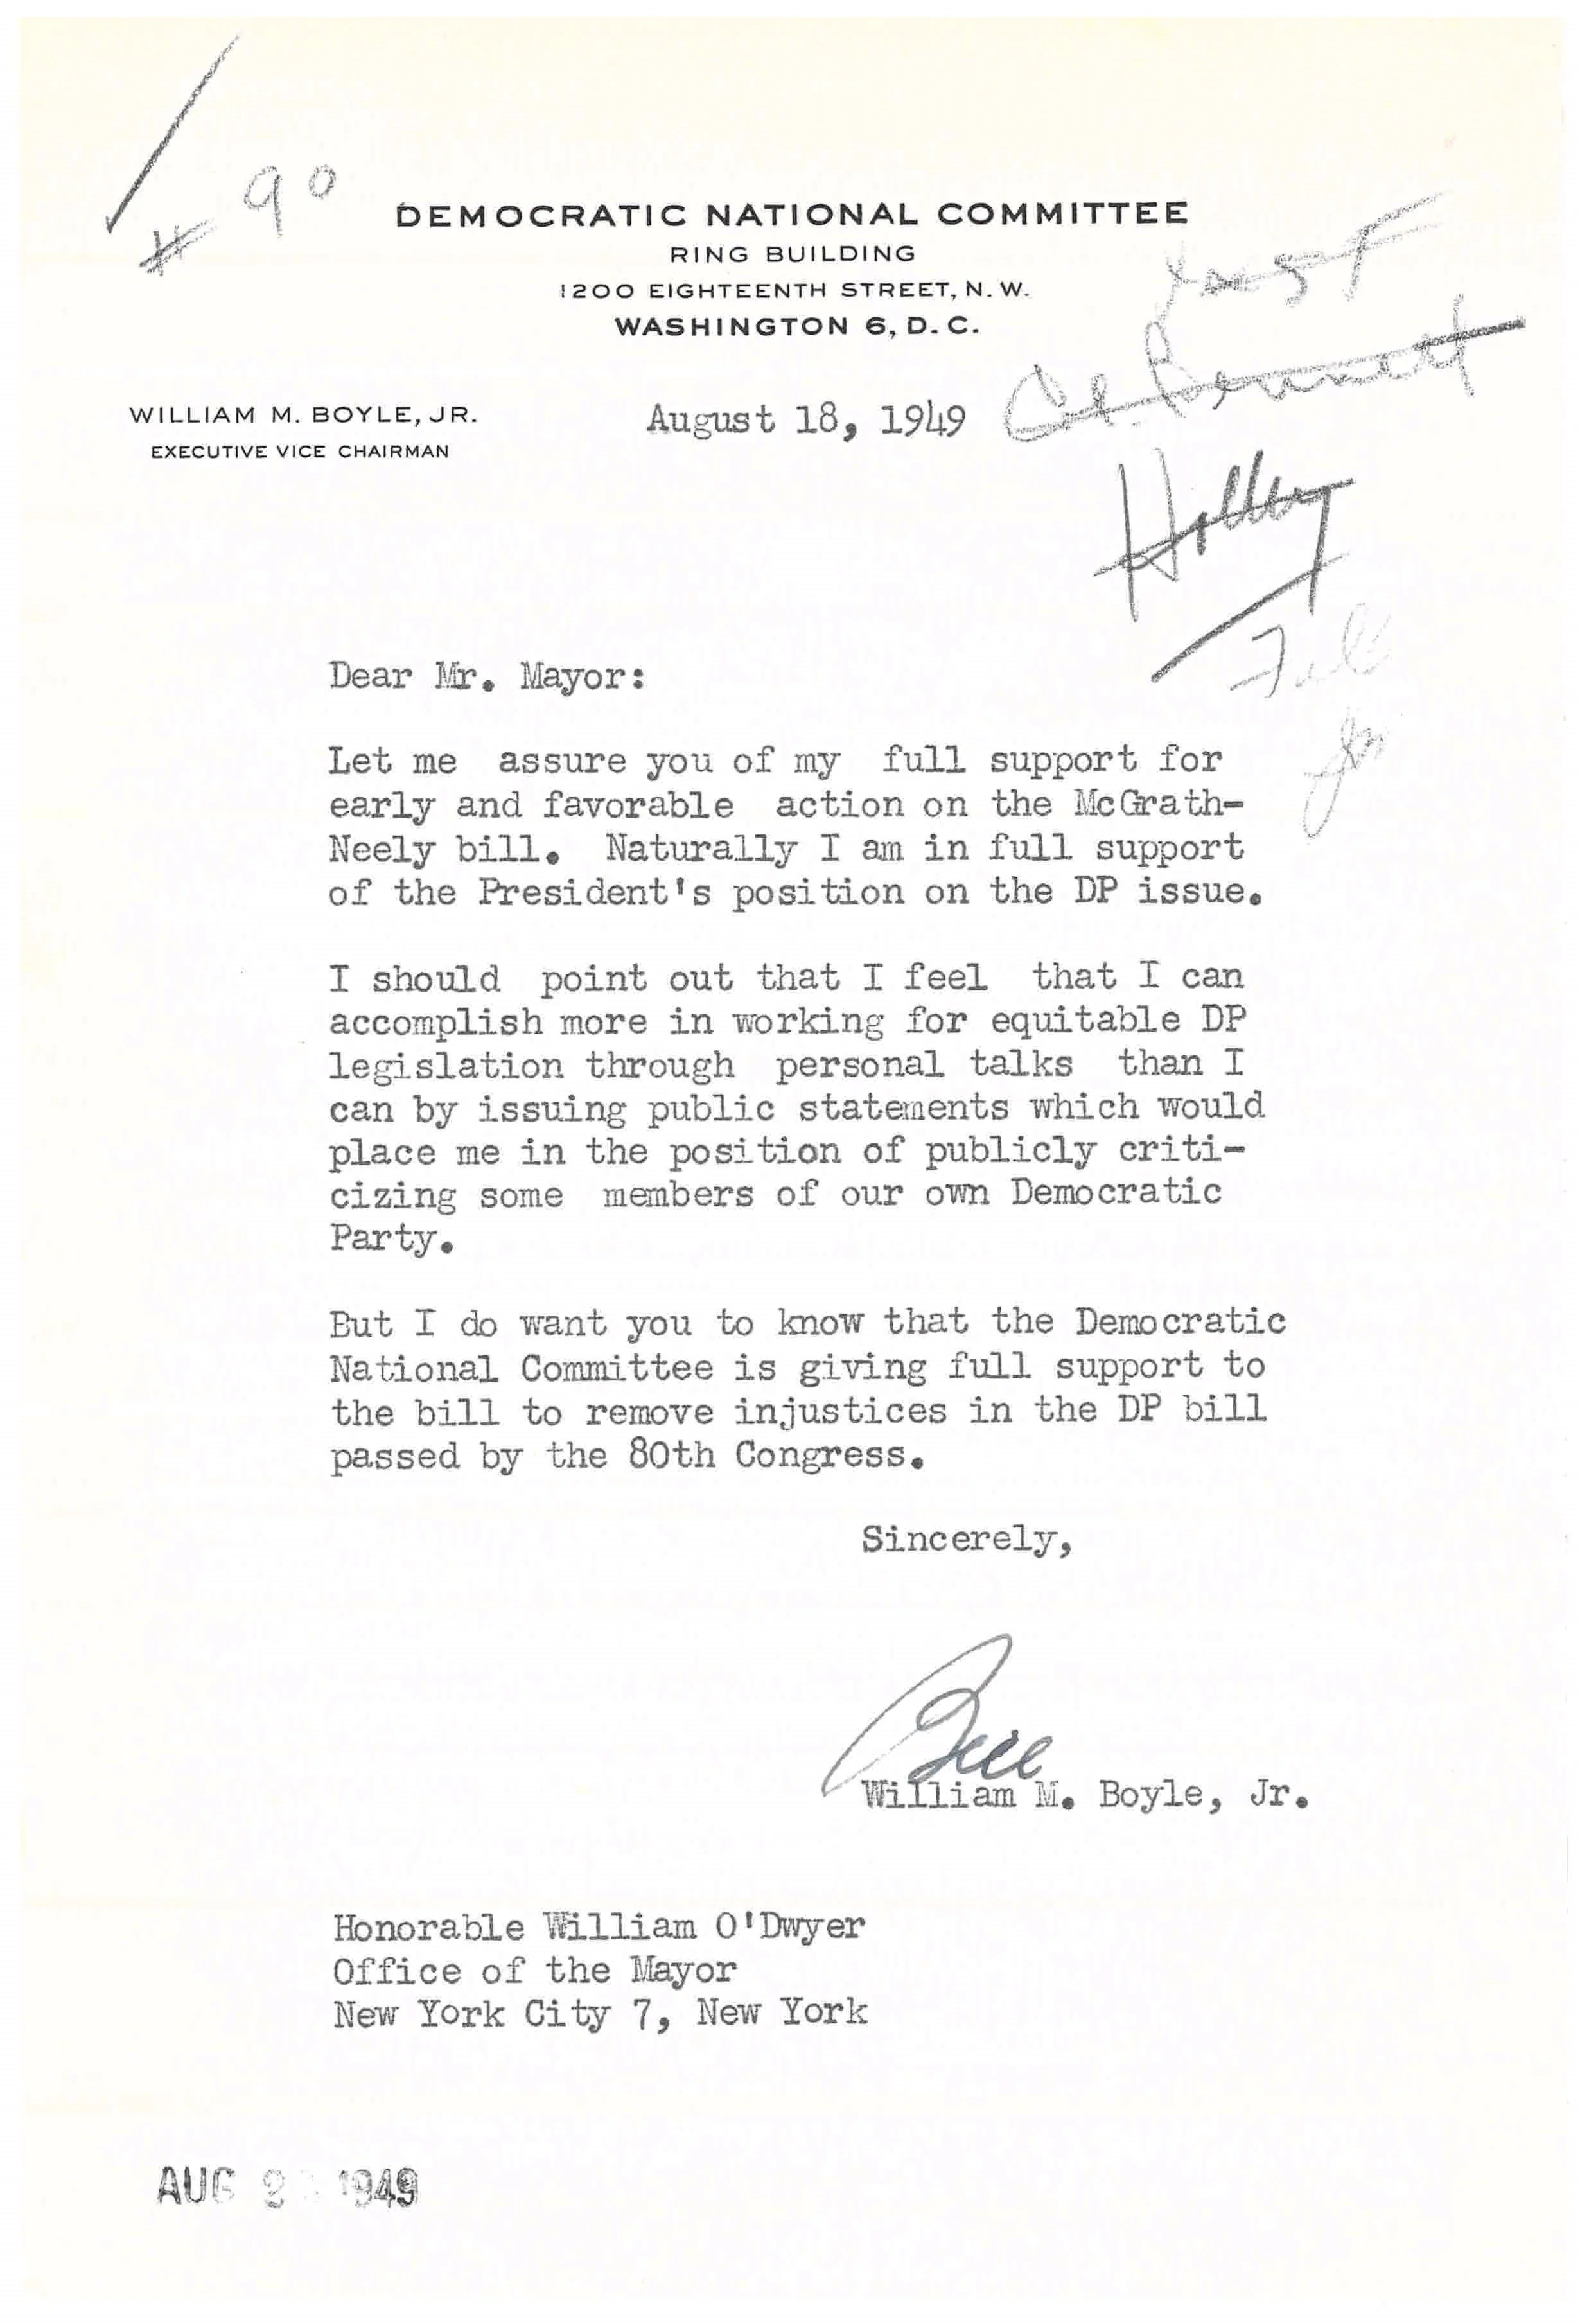 # 90
DEMOCRATIC NATIONAL COMMITTEE
RING BUILDING
1200 EIGHTEENTH STREET, N. W.
WASHINGTON 6, D. C.
WILLIAM M. BOYLE, JR.
EXECUTIVE VICE CHAIRMAN
August 18, 1949
Bennett
Holley
File
Dear Mr. Mayor:
Let me assure you of my full support for
early and favorable action on the McGrath-
Neely bill. Naturally I am in full support
of the President's position on the DP issue.
I should point out that I feel that I can
accomplish more in working for equitable DP
legislation through personal talks than I
can by issuing public statements which would
place me in the position of publicly criti-
cizing some members of our own Democratic
Party.
But I do want you to know that the Democratic
National Committee is giving full support to
the bill to remove injustices in the DP bill
passed by the 80th Congress.
Sincerely,
Bill
William M. Boyle, Jr.
Honorable William O'Dwyer
Office of the Mayor
New York City 7, New York
AUG 1949